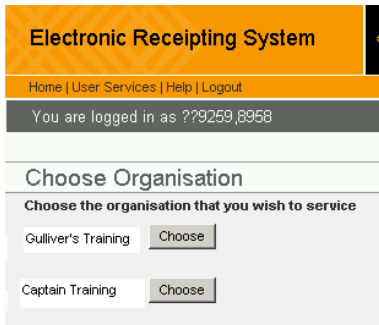 Electronic Receipting System
Home | User Services | Help | Logout
You are logged in as ??9259,8958
Choose Organisation
Choose the organisation that you wish to service
Gulliver's Training Choose
Captain Training Choose